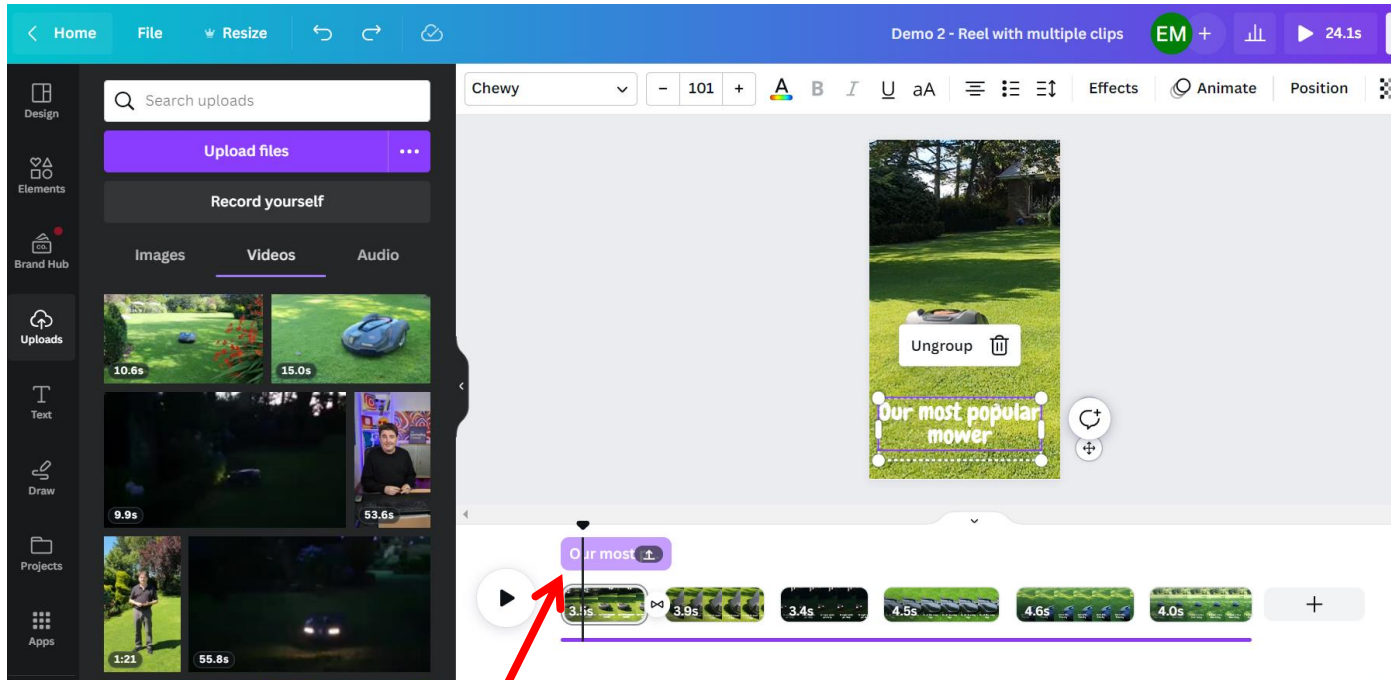 Home File Resize Demo 2 - Reel with multiple clips EM + 24.1s
Design
Elements
CO.
Brand Hub
Uploads
Text
Draw
Projects
Apps
Search uploads
Upload files
Record yourself
Images Videos Audio
10.6s 15.0s
9.9s 53.6s
1:21 55.8s
Chewy - 101 + A B I U aA Effects Animate Position
Ungroup
Our most popular
mower
Our most
3.5s 3.9s 3.4s 4.5s 4.6s 4.0s +